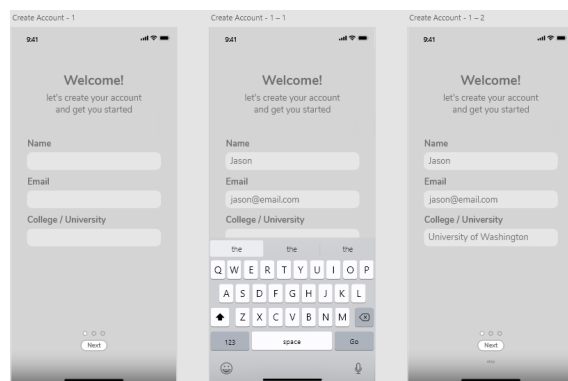 Create Account - 1
9:41
Welcome!
let's create your account
and get you started
Name
Email
College / University
Next
Create Account - 1 – 1
9:41
Welcome!
let's create your account
and get you started
Name
Jason
Email
jason@email.com
College / University
the the the
Q W E R T Y U I O P
A S D F G H J K L
Z X C V B N M
123 space Go
Create Account - 1 – 2
9:41
Welcome!
let's create your account
and get you started
Name
Jason
Email
jason@email.com
College / University
University of Washington
Next